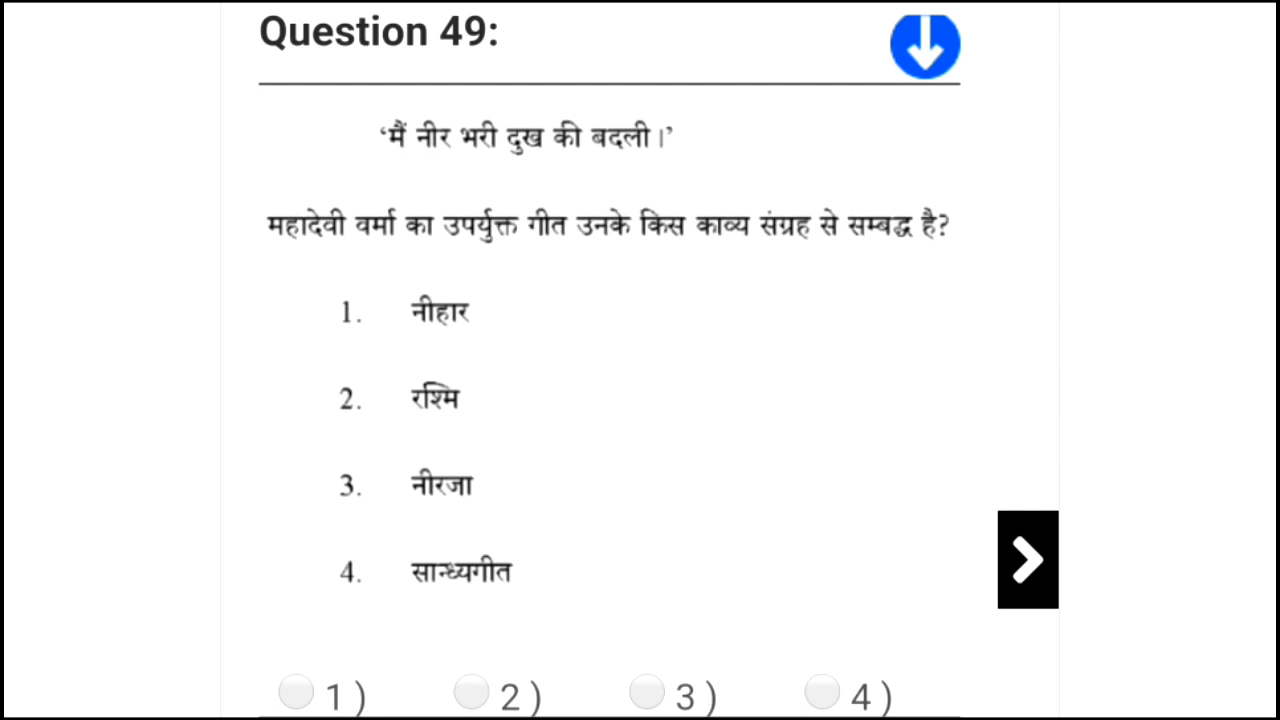 Question 49:
‘मैं नीर भरी दुख की बदली।’
महादेवी वर्मा का उपर्युक्त गीत उनके किस काव्य संग्रह से सम्बद्ध है?
1. नीहार
2. रश्मि
3. नीरजा
4. सान्ध्यगीत
1 ) 2 ) 3 ) 4 )